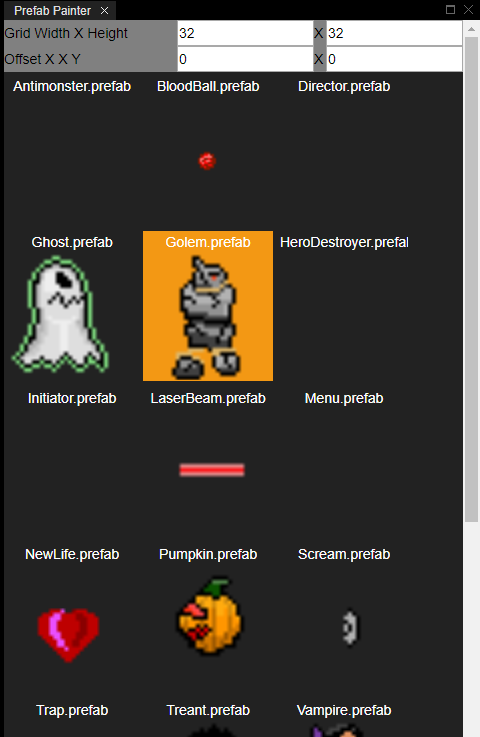 Prefab Painter
Grid Width X Height 32 X 32
Offset X X Y 0 X 0
Antimonster.prefab BloodBall.prefab Director.prefab
Ghost.prefab Golem.prefab HeroDestroyer.prefal
Initiator.prefab LaserBeam.prefab Menu.prefab
NewLife.prefab Pumpkin.prefab Scream.prefab
Trap.prefab Treant.prefab Vampire.prefab